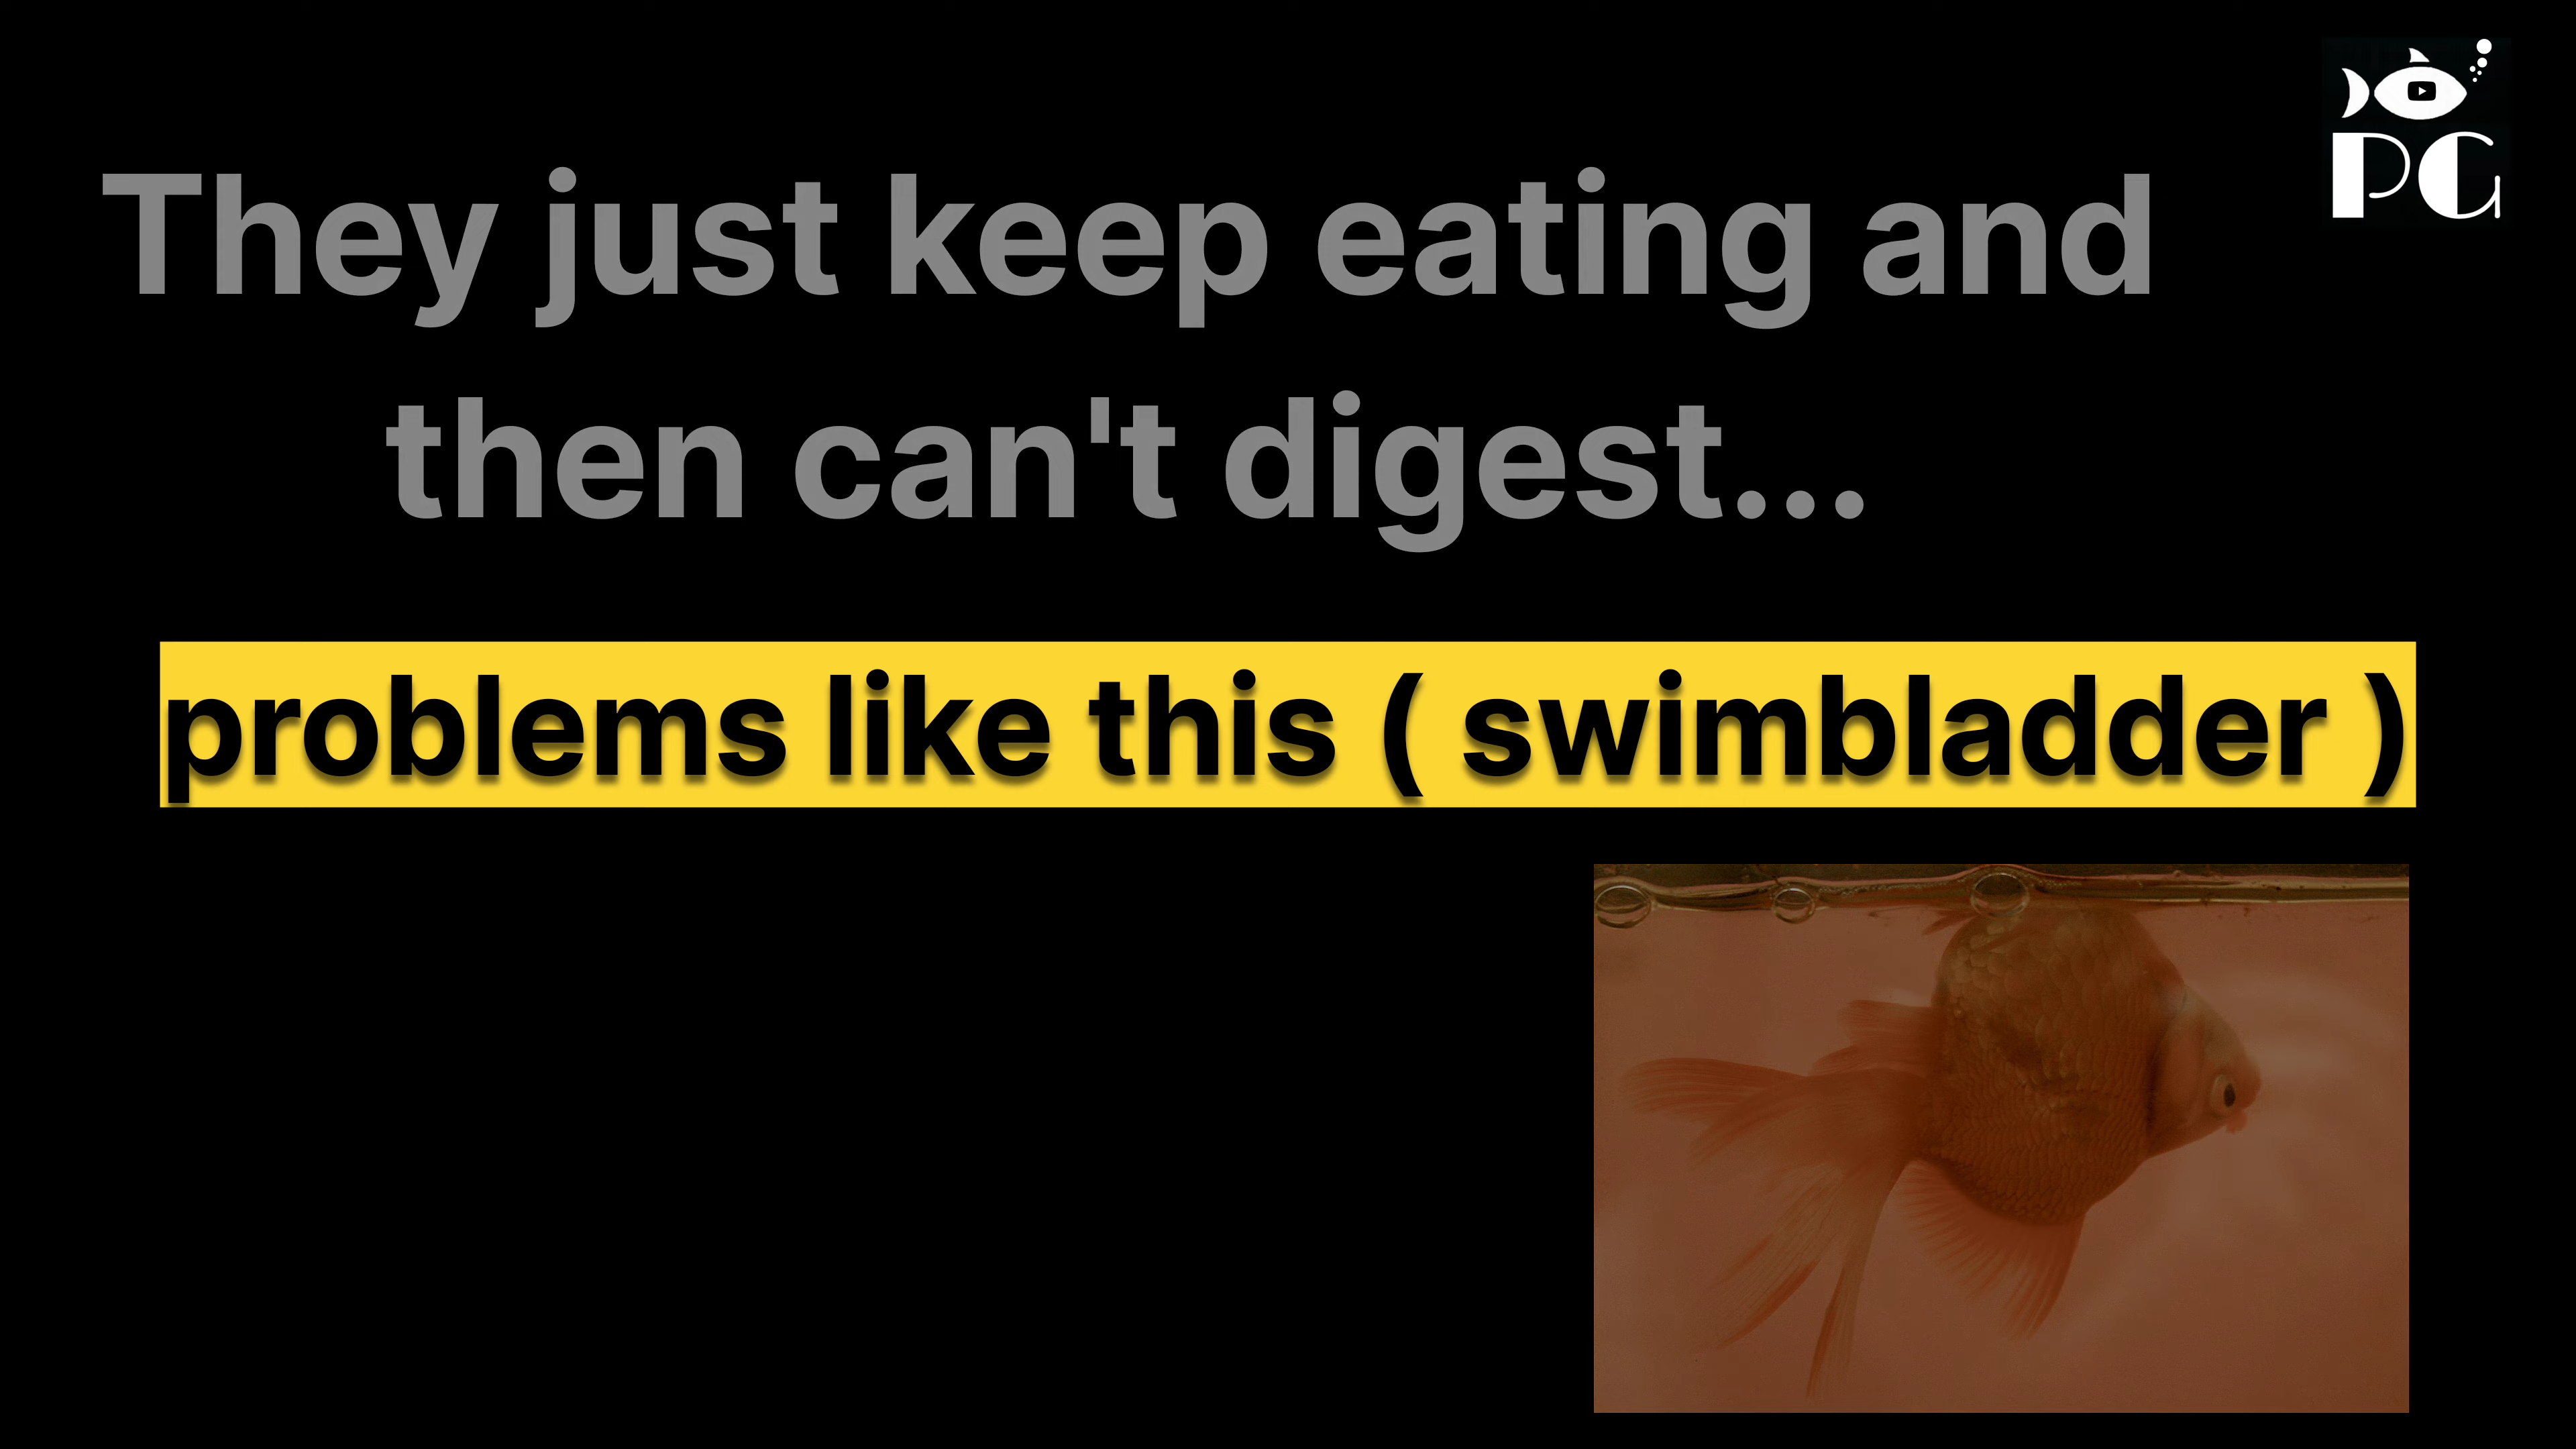 PG
They just keep eating and
then can't digest...
problems like this ( swimbladder )